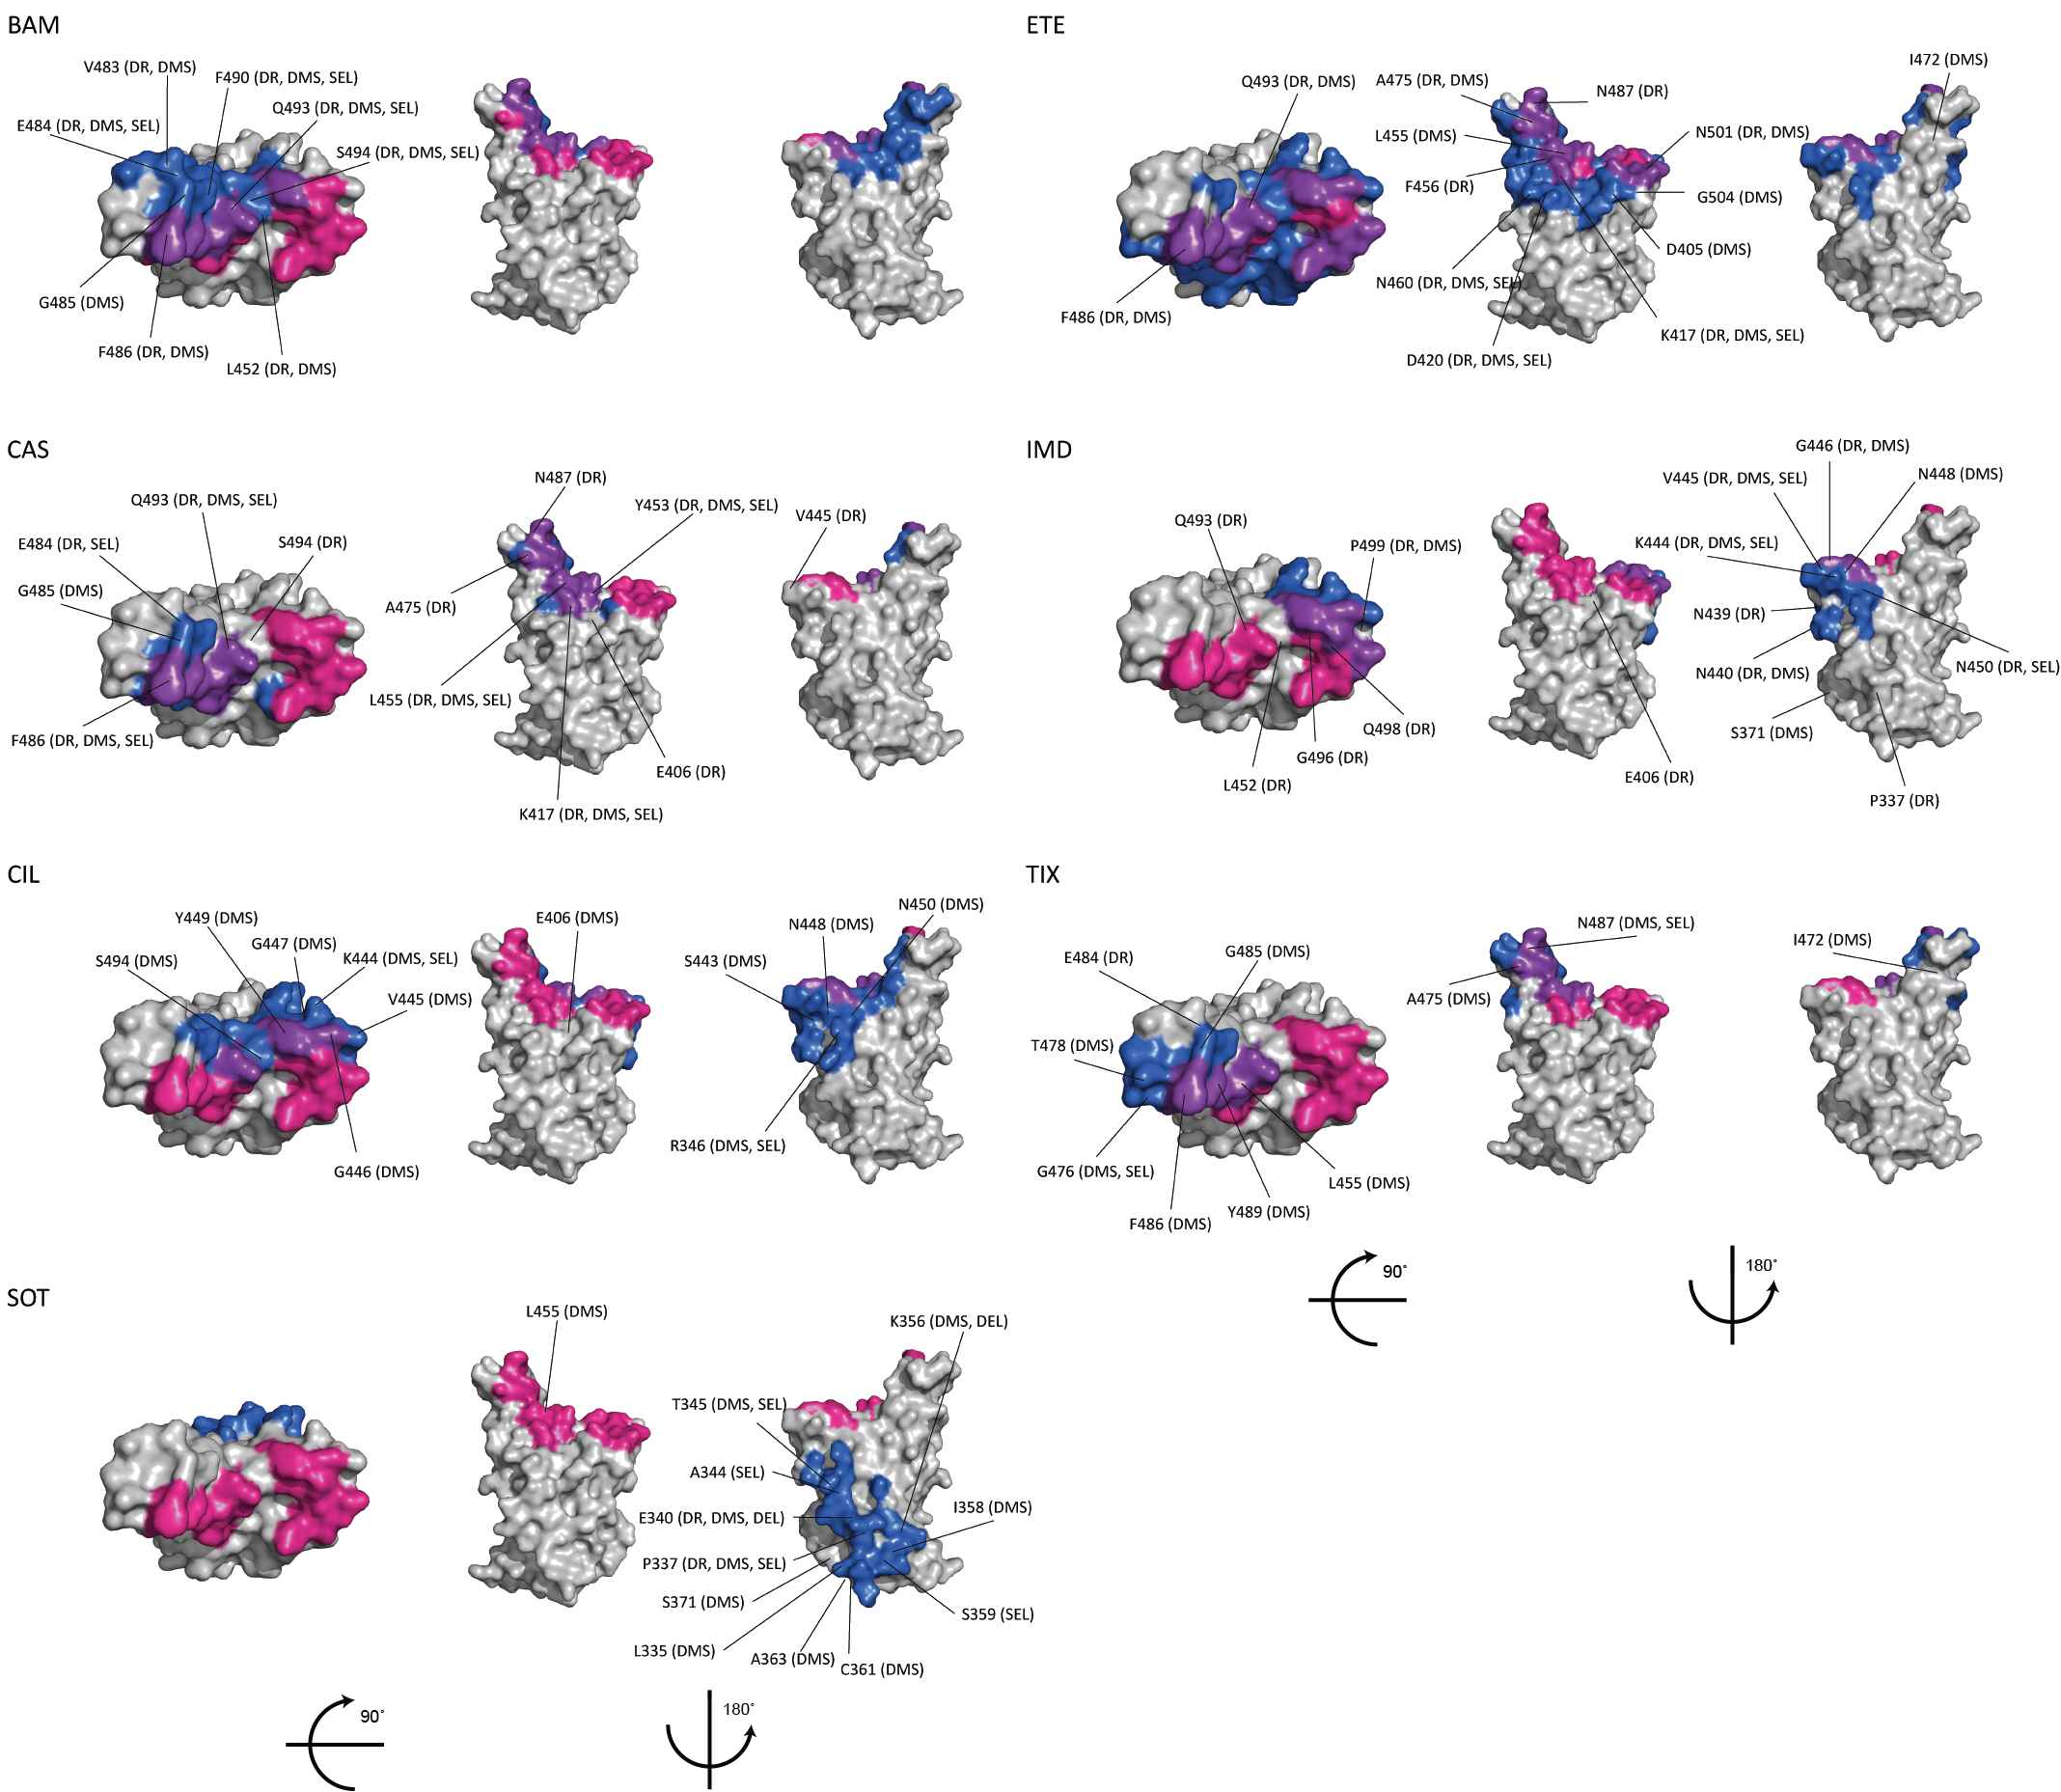 BAM
V483 (DR, DMS)
F490 (DR, DMS, SEL)
Q493 (DR, DMS, SEL)
E484 (DR, DMS, SEL)
S494 (DR, DMS, SEL)
G485 (DMS)
F486 (DR, DMS)
L452 (DR, DMS)
ETE
Q493 (DR, DMS)
A475 (DR, DMS)
N487 (DR)
I472 (DMS)
L455 (DMS)
N501 (DR, DMS)
F456 (DR)
G504 (DMS)
D405 (DMS)
N460 (DR, DMS, SEL)
F486 (DR, DMS)
K417 (DR, DMS, SEL)
D420 (DR, DMS, SEL)
CAS
Q493 (DR, DMS, SEL)
N487 (DR)
Y453 (DR, DMS, SEL)
V445 (DR)
E484 (DR, SEL)
S494 (DR)
G485 (DMS)
A475 (DR)
L455 (DR, DMS, SEL)
F486 (DR, DMS, SEL)
E406 (DR)
K417 (DR, DMS, SEL)
IMD
G446 (DR, DMS)
V445 (DR, DMS, SEL)
N448 (DMS)
Q493 (DR)
P499 (DR, DMS)
K444 (DR, DMS, SEL)
N439 (DR)
N440 (DR, DMS)
N450 (DR, SEL)
S371 (DMS)
Q498 (DR)
G496 (DR)
L452 (DR)
E406 (DR)
P337 (DR)
CIL
Y449 (DMS)
G447 (DMS)
E406 (DMS)
N448 (DMS)
N450 (DMS)
S494 (DMS)
K444 (DMS, SEL)
S443 (DMS)
V445 (DMS)
R346 (DMS, SEL)
G446 (DMS)
TIX
E484 (DR)
G485 (DMS)
N487 (DMS, SEL)
I472 (DMS)
A475 (DMS)
T478 (DMS)
G476 (DMS, SEL)
L455 (DMS)
Y489 (DMS)
F486 (DMS)
90°
180°
SOT
L455 (DMS)
K356 (DMS, DEL)
T345 (DMS, SEL)
A344 (SEL)
I358 (DMS)
E340 (DR, DMS, DEL)
P337 (DR, DMS, SEL)
S371 (DMS)
S359 (SEL)
L335 (DMS)
A363 (DMS)
C361 (DMS)
90°
180°